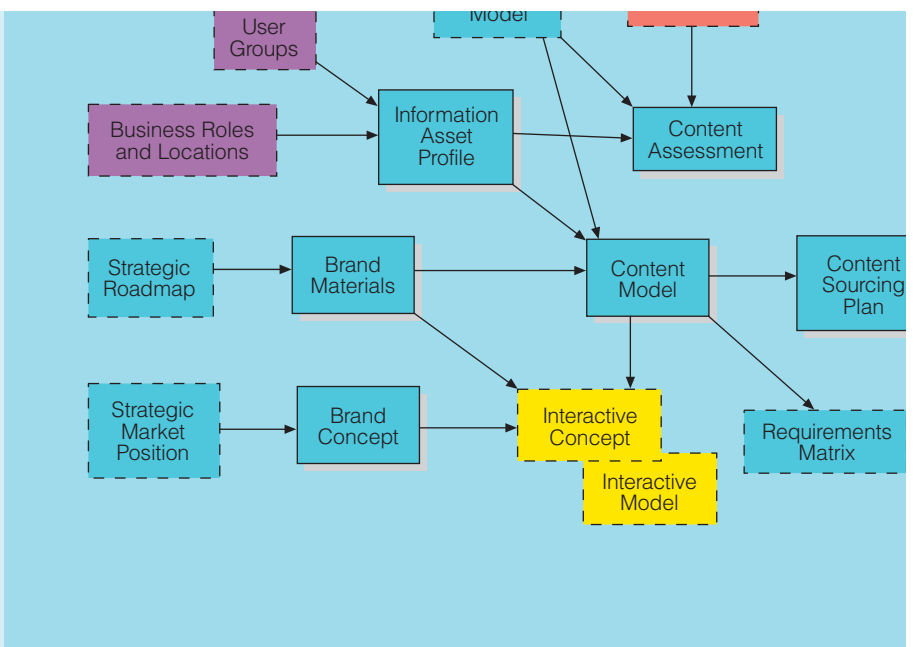 Model
User
Groups
Information
Asset
Profile
Business Roles
and Locations
Content
Assessment
Strategic
Roadmap
Brand
Materials
Content
Model
Content
Sourcing
Plan
Strategic
Market
Position
Brand
Concept
Interactive
Concept
Requirements
Matrix
Interactive
Model